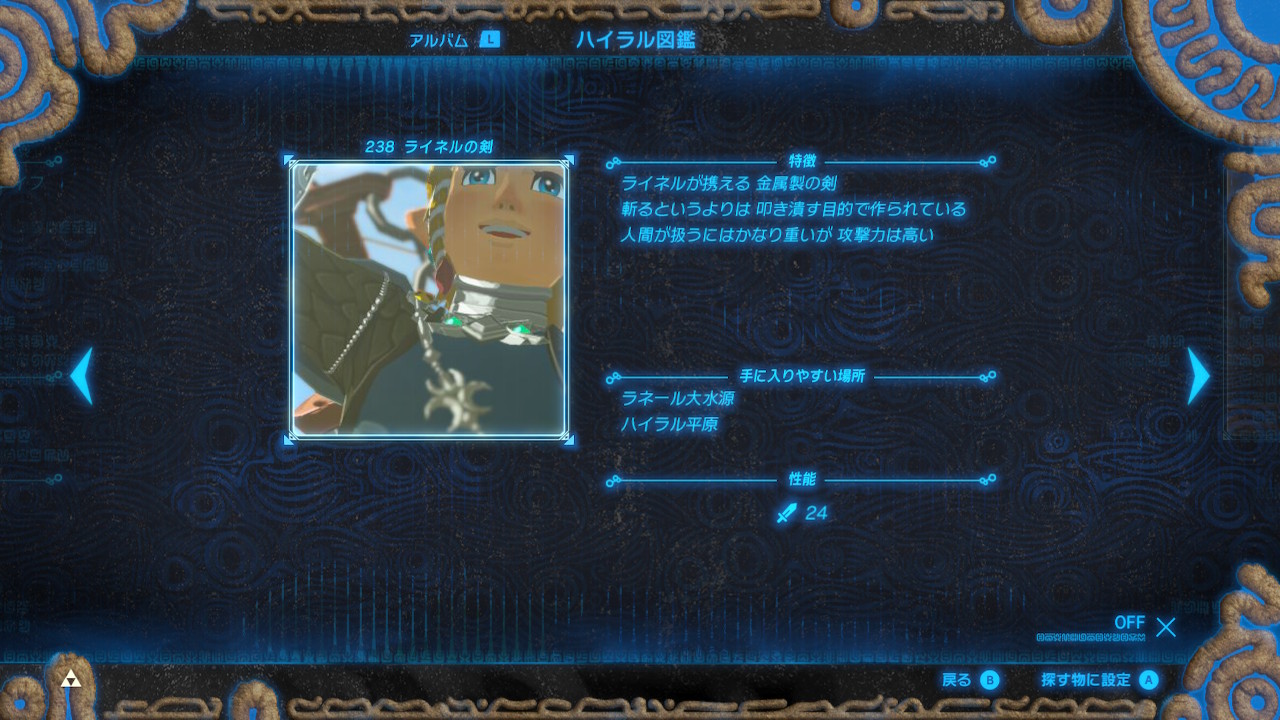 アルバム L
ハイラル図鑑
238 ライネルの剣
特徴
ライネルが携える 金属製の剣
斬るというよりは 叩き潰す目的で作られている
人間が扱うにはかなり重いが 攻撃力は高い
手に入りやすい場所
ラネール大水源
ハイラル平原
性能
24
OFF
戻る B
探す物に設定 A